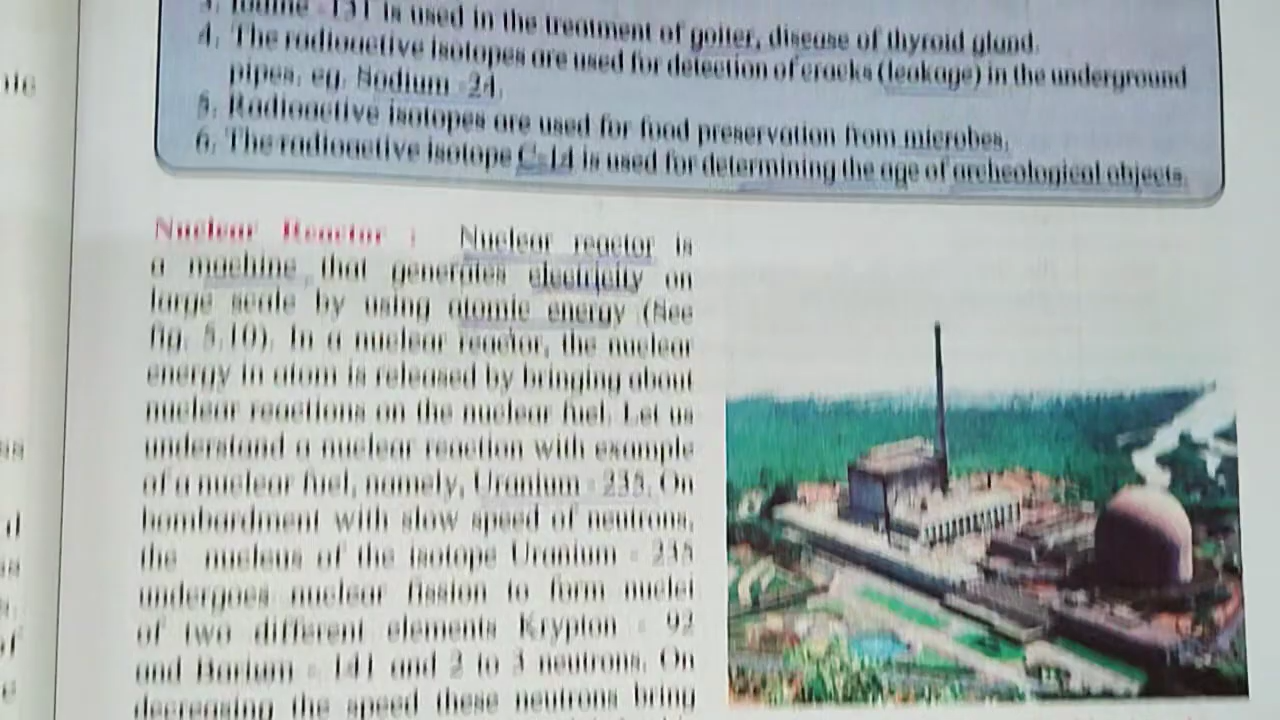 3. Iodine - 131 is used in the treatment of goiter, disease of thyroid gland.
4. The radioactive isotopes are used for detection of cracks (leakage) in the underground
pipes. eg. Sodium -24.
5. Radioactive isotopes are used for food preservation from microbes.
6. The radioactive isotope C-14 is used for determining the age of archeological objects.
Nuclear Reactor : Nuclear reactor is
a machine that generates electricity on
large scale by using atomic energy (See
fig. 5.10). In a nuclear reactor, the nuclear
energy in atom is released by bringing about
nuclear reactions on the nuclear fuel. Let us
understand a nuclear reaction with example
of a nuclear fuel, namely, Uranium - 235. On
bombardment with slow speed of neutrons,
the nucleus of the isotope Uranium - 235
undergoes nuclear fission to form nuclei
of two different elements Krypton - 92
and Barium - 141 and 2 to 3 neutrons. On
decreasing the speed these neutrons bring